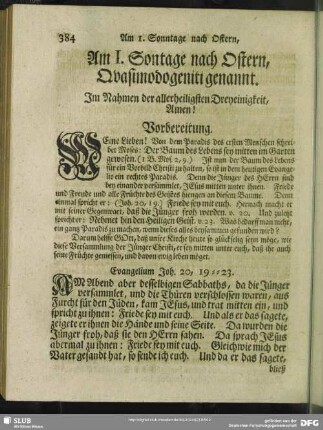 384 Am 1. Sonntage nach Ostern,
Am I. Sontage nach Ostern,
Qvasimodogeniti genannt.
Im Nahmen der allerheiligsten Dreyeinigkeit,
Amen!
Vorbereitung.
MEine Lieben! Von dem Paradis des ersten Menschen schrei-
bet Moses: Der Baum des Lebens sey mitten im Garten
gewesen. (1 B. Mos. 2, 9.) Ist nun der Baum des Lebens
für ein Vorbild Christi zu halten, so ist in dem heutigen Evange-
lio ein rechtes Paradis. Denn die Jünger des HErrn sind
bey einander versammlet, JEsus mitten unter ihnen. Friede
und Freude und alle Früchte des Geistes hiengen an diesem Baume. Denn
einmal spricht er: (Joh. 20, 19.) Friede sey mit euch. Hernach macht er
mit seiner Gegenwart, daß die Jünger froh werden. v. 20. Und zuletzt
spricht er: Nehmet hin den Heiligen Geist. v. 23. Was bedarf man mehr,
ein ganz Paradis zu machen, wenn dieses alles beysammen gefunden wird?
Darum helffe GOtt, daß unsre Kirche heute so glückselig seyn möge, wie
diese Versammlung der Jünger Christi, er sey mitten unter euch, daß ihr auch
seine Früchte geniessen, und davon ewig leben möget.
Evangelium Joh. 20, 19=23.
AM Abend aber desselbigen Sabbaths, da die Jünger
versammlet, und die Thüren verschlossen waren, aus
Furcht für den Jüden, kam JEsus, und trat mitten ein, und
spricht zu ihnen: Friede sey mit euch. Und als er das sagete,
zeigete er ihnen die Hände und seine Seite. Da wurden die
Jünger froh, daß sie den HErrn sahen. Da sprach JEsus
abermal zu ihnen: Friede sey mit euch. Gleich wie mich der
Vater gesandt hat, so sende ich euch. Und da er das sagete,
bließ
SLUB
DFG